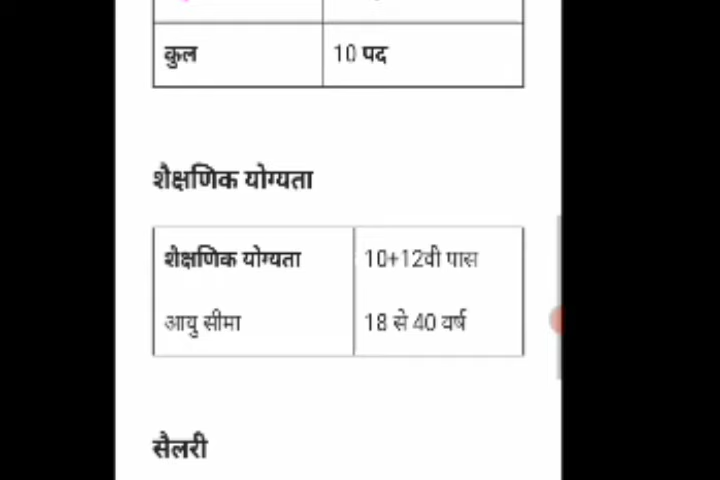 कुल 10 पद
शैक्षणिक योग्यता
शैक्षणिक योग्यता 10+12वी पास
आयु सीमा 18 से 40 वर्ष
सैलरी